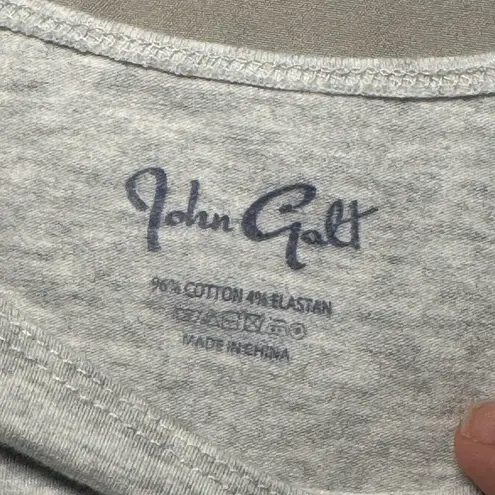 John Galt
96% COTTON 4% ELASTAN
MADE IN CHINA